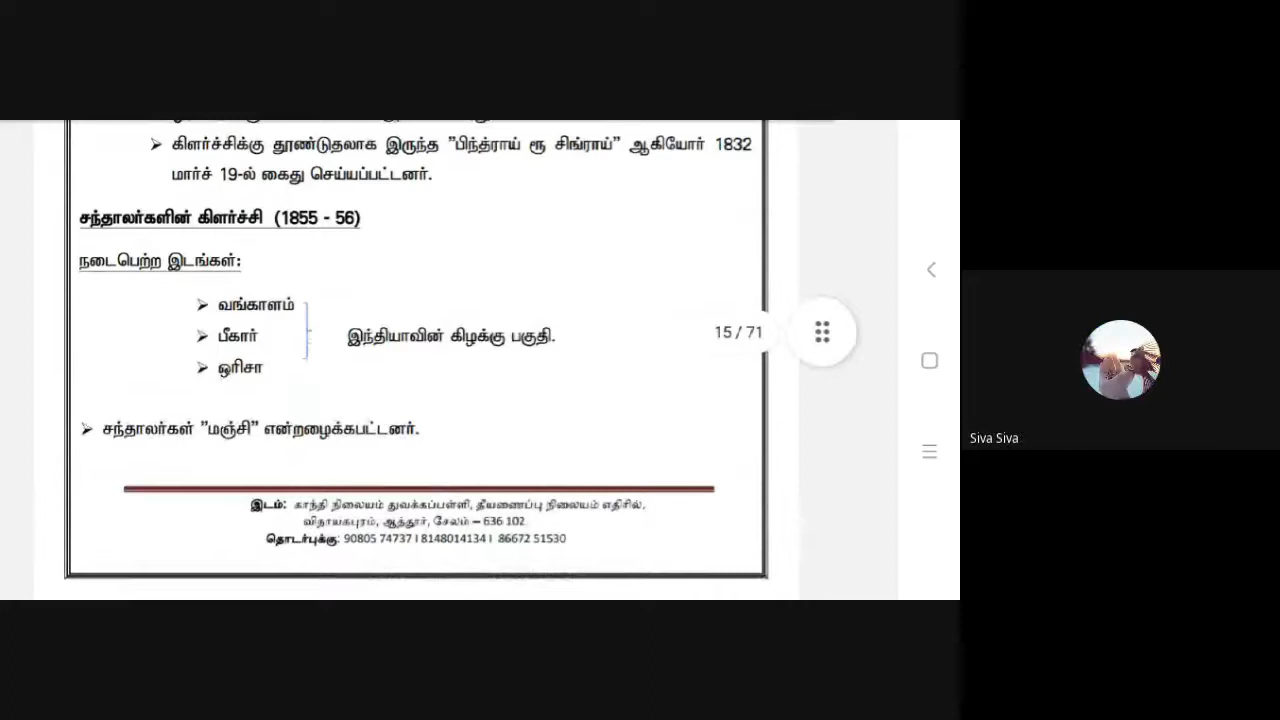 ➢ கிளர்ச்சிக்கு தூண்டுதலாக இருந்த "பிந்த்ராய் ரூ சிங்ராய்" ஆகியோர் 1832
மார்ச் 19-ல் கைது செய்யப்பட்டனர்.
சந்தாலர்களின் கிளர்ச்சி (1855 - 56)
நடைபெற்ற இடங்கள்:
➢ வங்காளம்
➢ பீகார்
இந்தியாவின் கிழக்கு பகுதி.
15 / 71
➢ ஒரிசா
➢ சந்தாலர்கள் "மஞ்சி" என்றழைக்கபட்டனர்.
இடம்: காந்தி நிலையம் துவக்கப்பள்ளி, தீயணைப்பு நிலையம் எதிரில்,
விநாயகபுரம், ஆத்தூர், சேலம் – 636 102
தொடர்புக்கு: 90805 74737 I 8148014134 I 86672 51530
Siva Siva